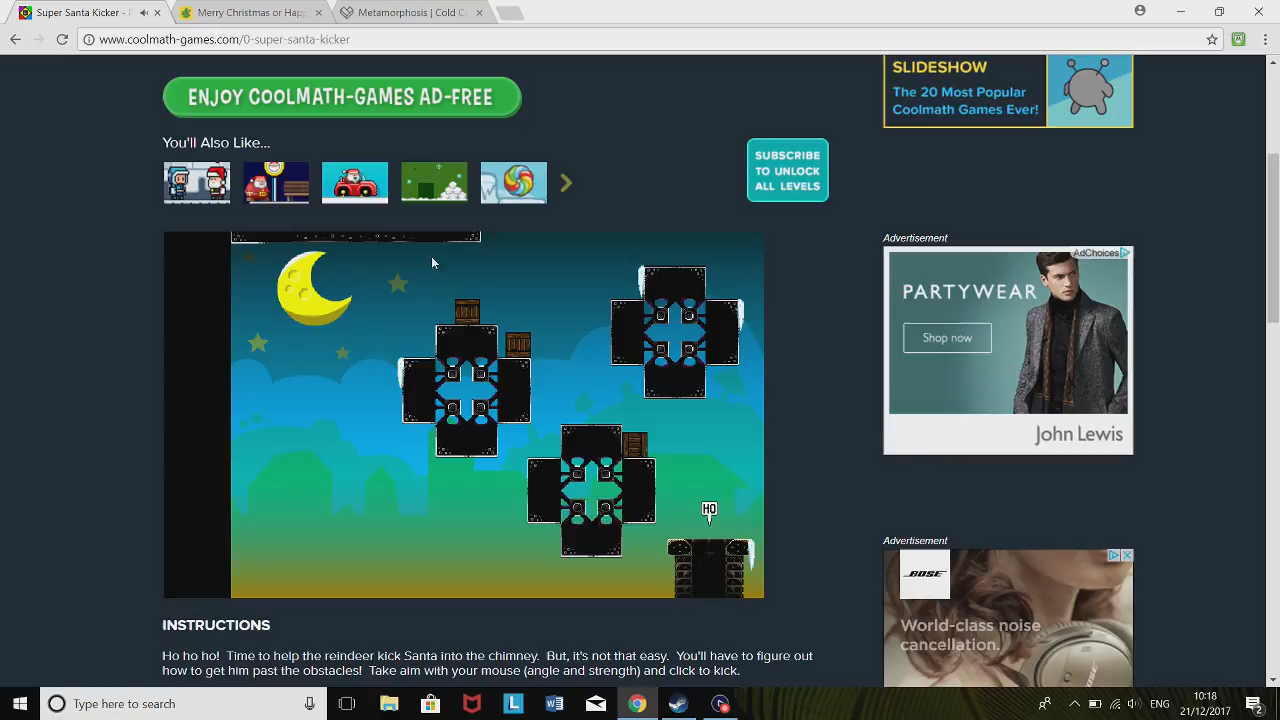 Super Santa Kicker - P
Merry Christmas or Happ
Metamorphosis | Cold C
www.coolmath-games.com/0-super-santa-kicker
ENJOY COOLMATH-GAMES AD-FREE
SLIDESHOW
The 20 Most Popular
Coolmath Games Ever!
You'll Also Like...
SUBSCRIBE
TO UNLOCK
ALL LEVELS
Advertisement
AdChoices
PARTYWEAR
Shop now
John Lewis
HO
Advertisement
BOSE
World-class noise
cancellation.
INSTRUCTIONS
Ho ho ho! Time to help the reindeer kick Santa into the chimney. But, it's not that easy. You'll have to figure out
how to get him past the obstacles! Take aim with your mouse (angle and strength) and click to kick.
Type here to search
ENG
10:18
21/12/2017
2